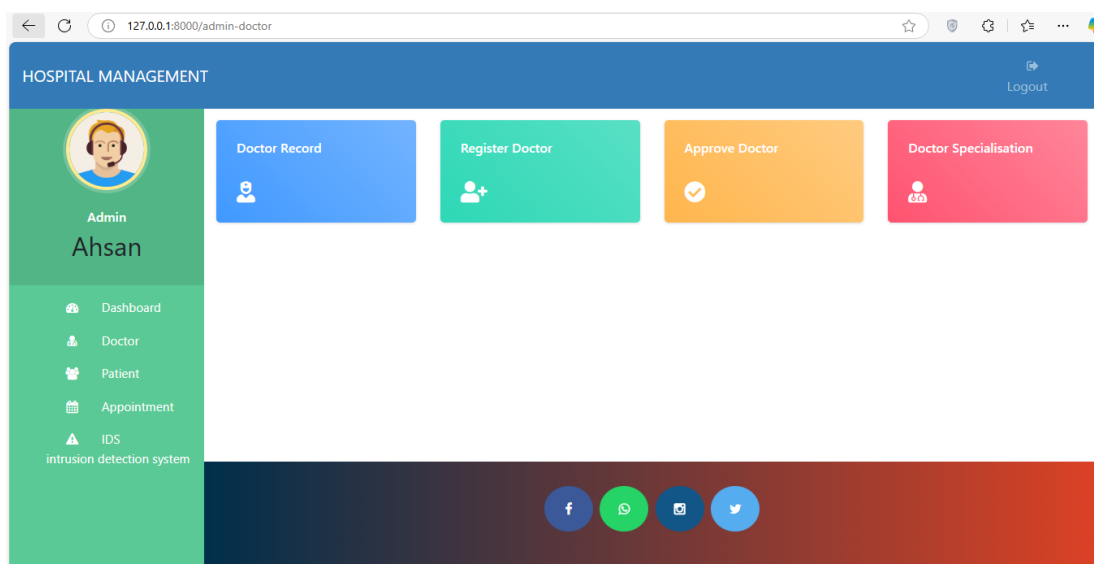 127.0.0.1:8000/admin-doctor
HOSPITAL MANAGEMENT
Logout
Admin
Ahsan
Dashboard
Doctor
Patient
Appointment
IDS
intrusion detection system
Doctor Record
Register Doctor
Approve Doctor
Doctor Specialisation